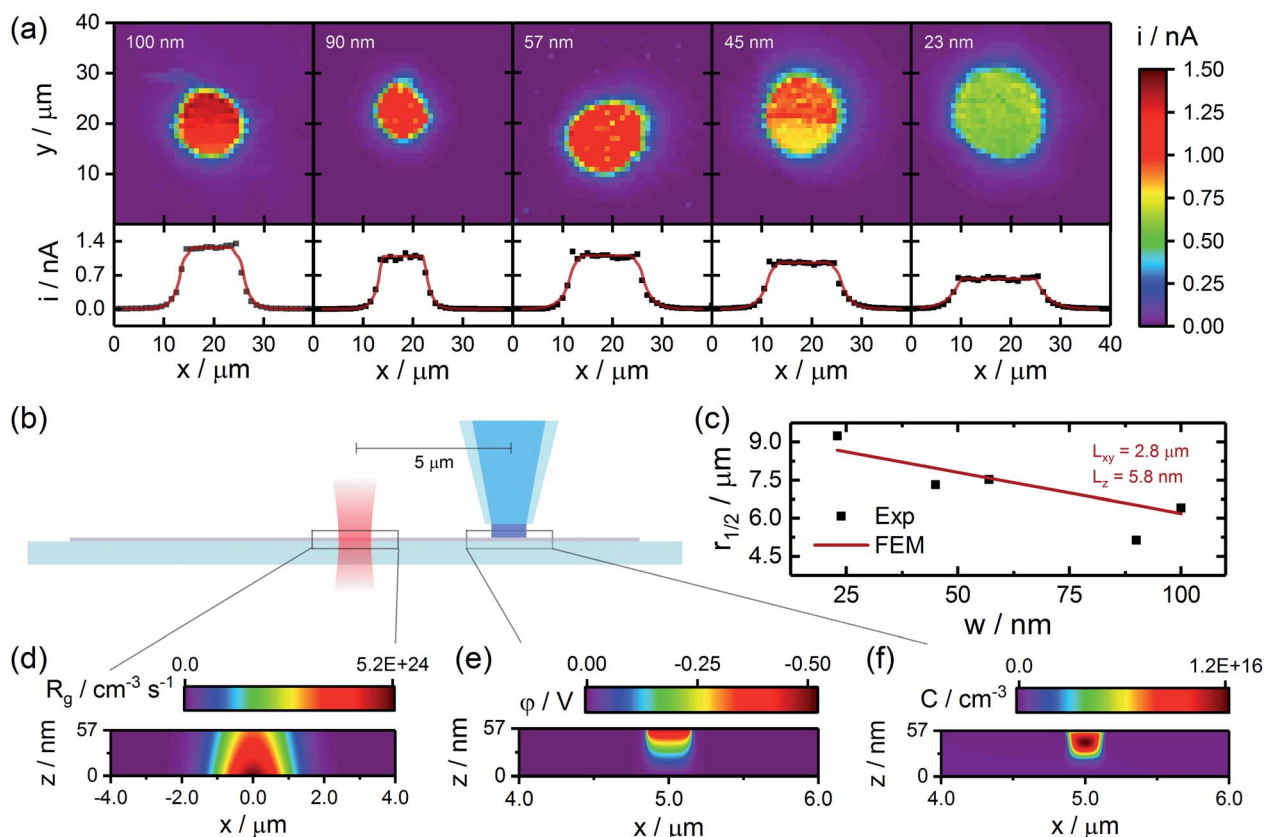 (a)
100 nm
90 nm
57 nm
45 nm
23 nm
i / nA
40
30
20
10
y / μm
1.50
1.25
1.00
0.75
0.50
0.25
0.00
1.4
0.7
0.0
i / nA
0 10 20 30 0 10 20 30 0 10 20 30 0 10 20 30 0 10 20 30 40
x / μm x / μm x / μm x / μm x / μm
(b)
5 μm
(c)
9.0
7.5
6.0
4.5
r1/2 / μm
Lxy = 2.8 μm
Lz = 5.8 nm
Exp
FEM
25 50 75 100
w / nm
(d)
0.0 5.2E+24
Rg / cm-3 s-1
57
0
z / nm
-4.0 -2.0 0.0 2.0 4.0
x / μm
(e)
0.00 -0.25 -0.50
φ / V
57
0
z / nm
4.0 5.0 6.0
x / μm
(f)
0.0 1.2E+16
C / cm-3
57
0
z / nm
4.0 5.0 6.0
x / μm